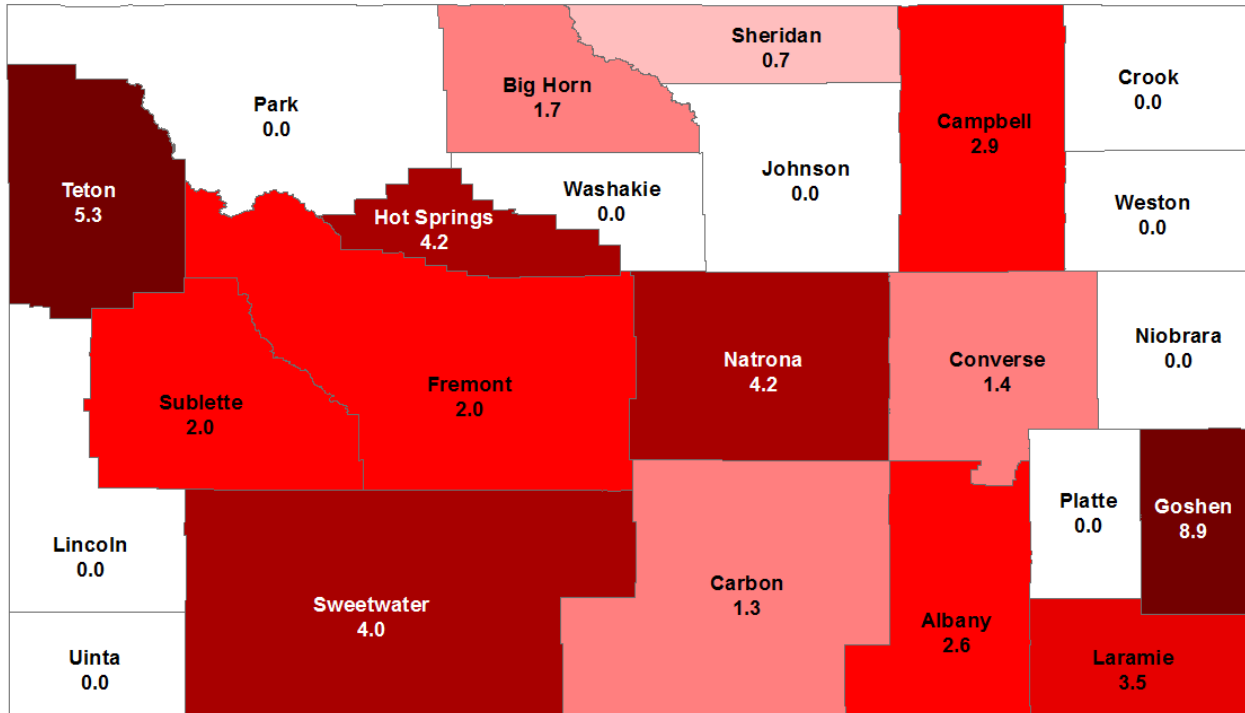 Sheridan
0.7
Big Horn
1.7
Park
0.0
Crook
0.0
Campbell
2.9
Johnson
0.0
Teton
5.3
Washakie
0.0
Hot Springs
4.2
Weston
0.0
Natrona
4.2
Converse
1.4
Niobrara
0.0
Fremont
2.0
Sublette
2.0
Platte
0.0
Goshen
8.9
Lincoln
0.0
Carbon
1.3
Sweetwater
4.0
Albany
2.6
Uinta
0.0
Laramie
3.5